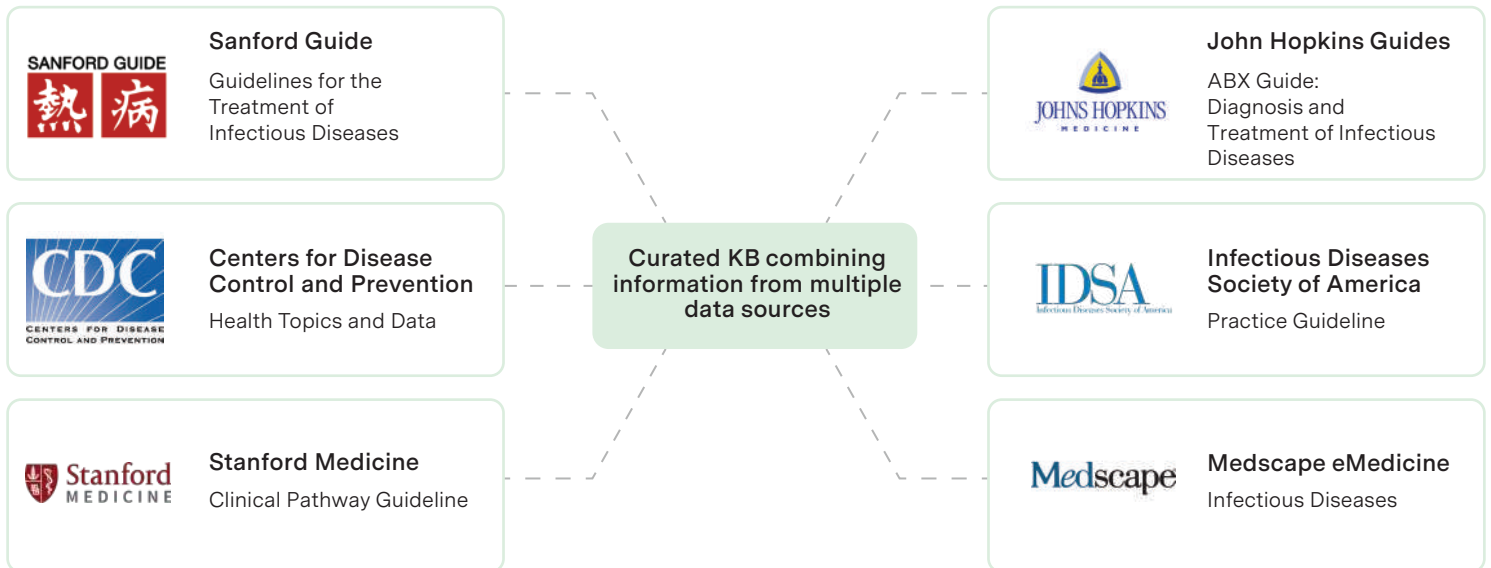 SANFORD GUIDE
熱病
Sanford Guide
Guidelines for the
Treatment of
Infectious Diseases
CDC
CENTERS FOR DISEASE
CONTROL AND PREVENTION
Centers for Disease
Control and Prevention
Health Topics and Data
Stanford
MEDICINE
Stanford Medicine
Clinical Pathway Guideline
Curated KB combining
information from multiple
data sources
JOHNS HOPKINS
MEDICINE
John Hopkins Guides
ABX Guide:
Diagnosis and
Treatment of Infectious
Diseases
IDSA
Infectious Diseases Society of America
Infectious Diseases
Society of America
Practice Guideline
Medscape
Medscape eMedicine
Infectious Diseases